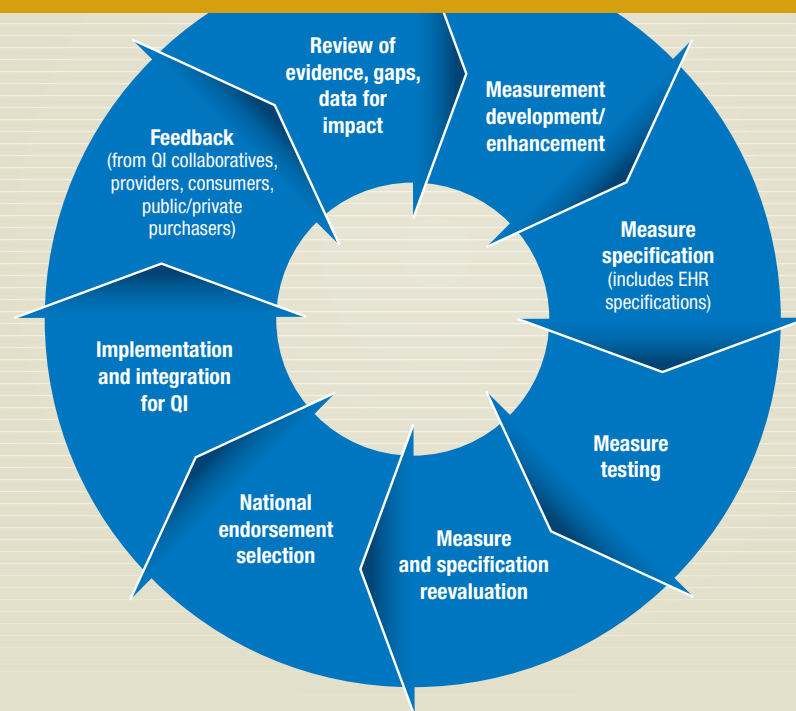 Review of
evidence, gaps,
data for
impact
Measurement
development/
enhancement
Measure
specification
(includes EHR
specifications)
Measure
testing
Measure
and specification
reevaluation
National
endorsement
selection
Implementation
and integration
for QI
Feedback
(from QI collaboratives,
providers, consumers,
public/private
purchasers)